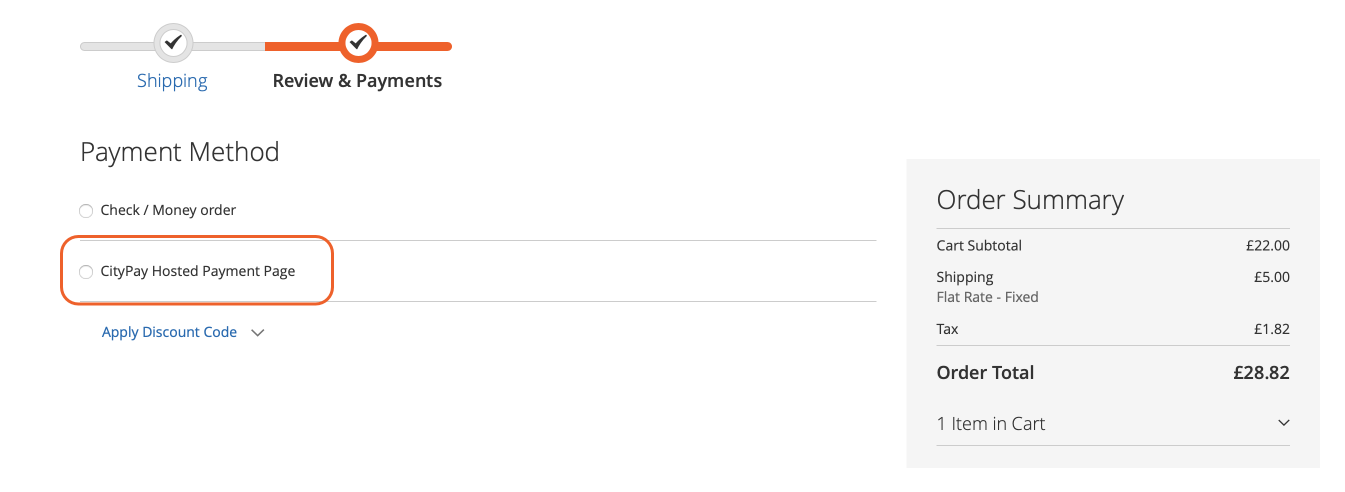 Shipping
Review & Payments
Payment Method
Check / Money order
CityPay Hosted Payment Page
Apply Discount Code
Order Summary
Cart Subtotal £22.00
Shipping £5.00
Flat Rate - Fixed
Tax £1.82
Order Total £28.82
1 Item in Cart